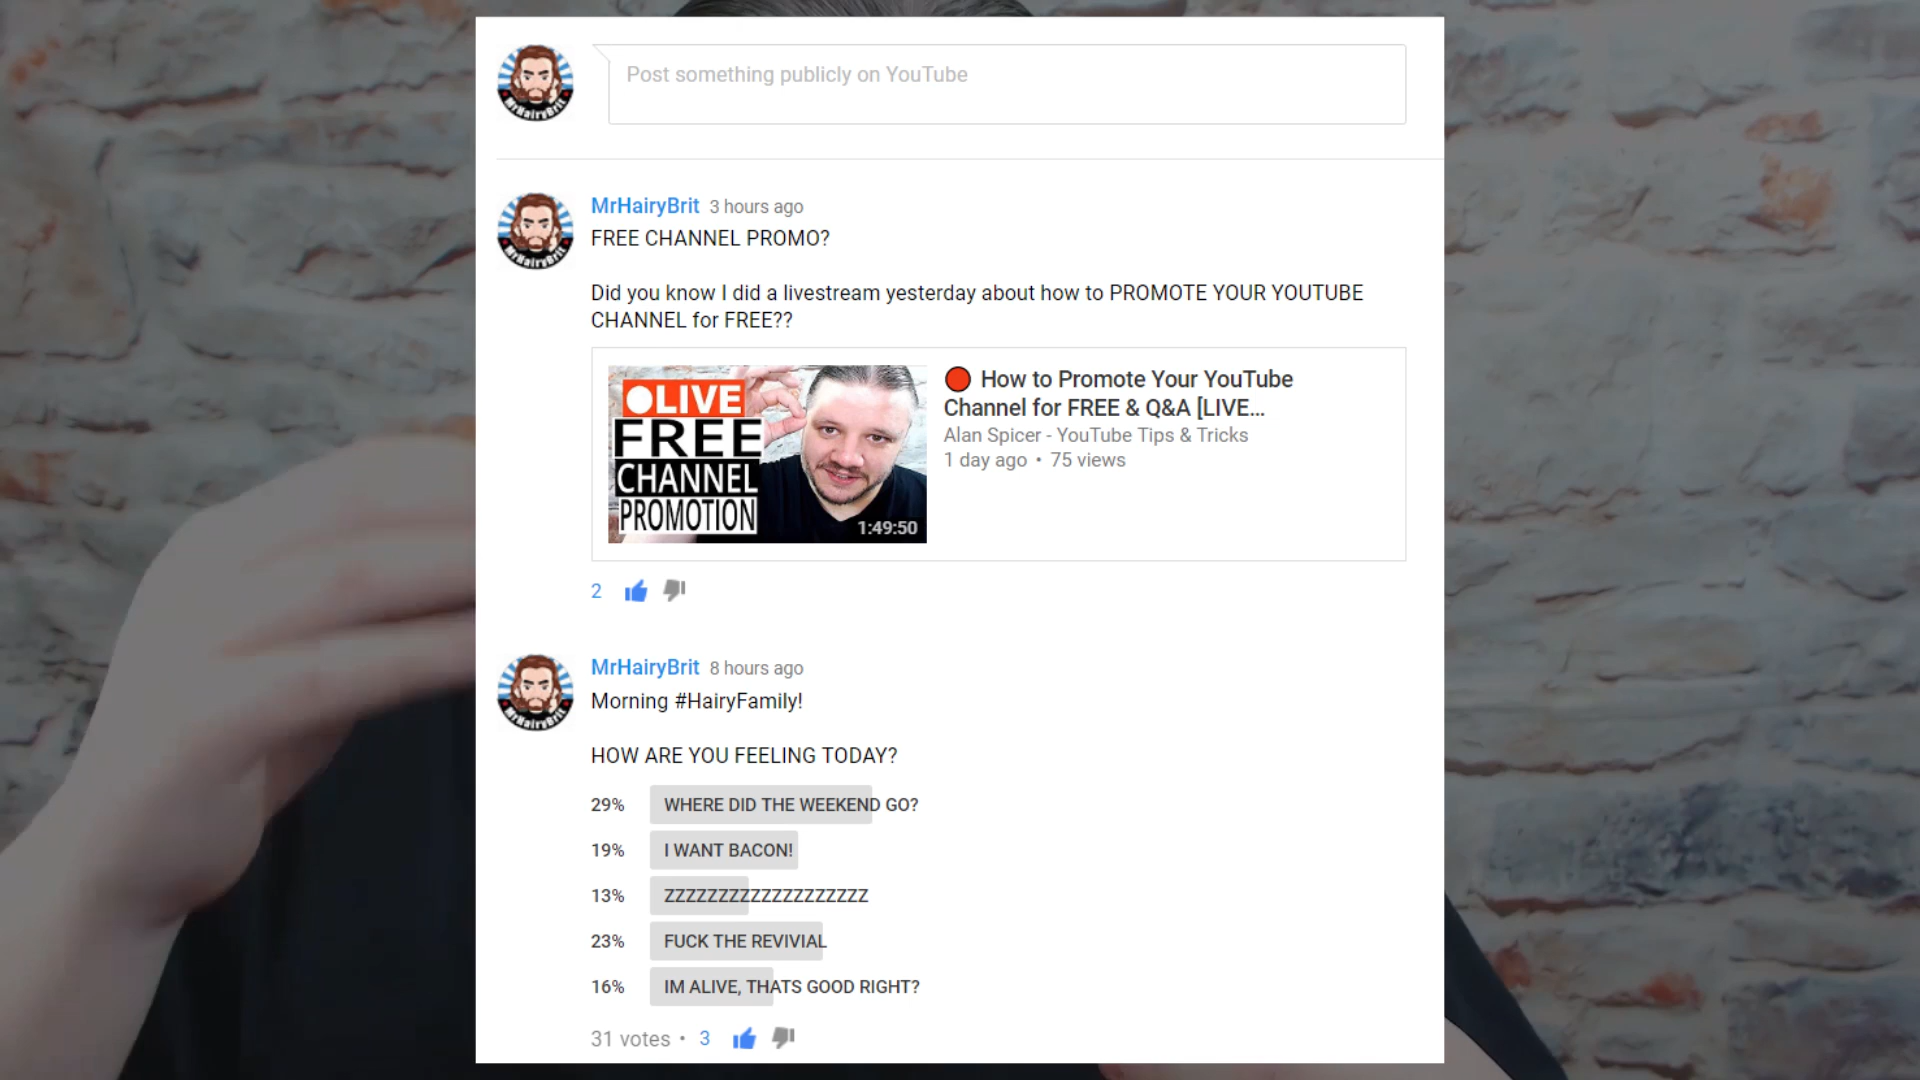 MrHairyBrit
Post something publicly on YouTube
MrHairyBrit
MrHairyBrit 3 hours ago
FREE CHANNEL PROMO?
Did you know I did a livestream yesterday about how to PROMOTE YOUR YOUTUBE
CHANNEL for FREE??
LIVE
FREE
CHANNEL
PROMOTION
1:49:50
How to Promote Your YouTube
Channel for FREE & Q&A [LIVE...
Alan Spicer - YouTube Tips & Tricks
1 day ago • 75 views
2
MrHairyBrit
MrHairyBrit 8 hours ago
Morning #HairyFamily!
HOW ARE YOU FEELING TODAY?
29% WHERE DID THE WEEKEND GO?
19% I WANT BACON!
13% ZZZZZZZZZZZZZZZZZZZ
23% FUCK THE REVIVIAL
16% IM ALIVE, THATS GOOD RIGHT?
31 votes • 3